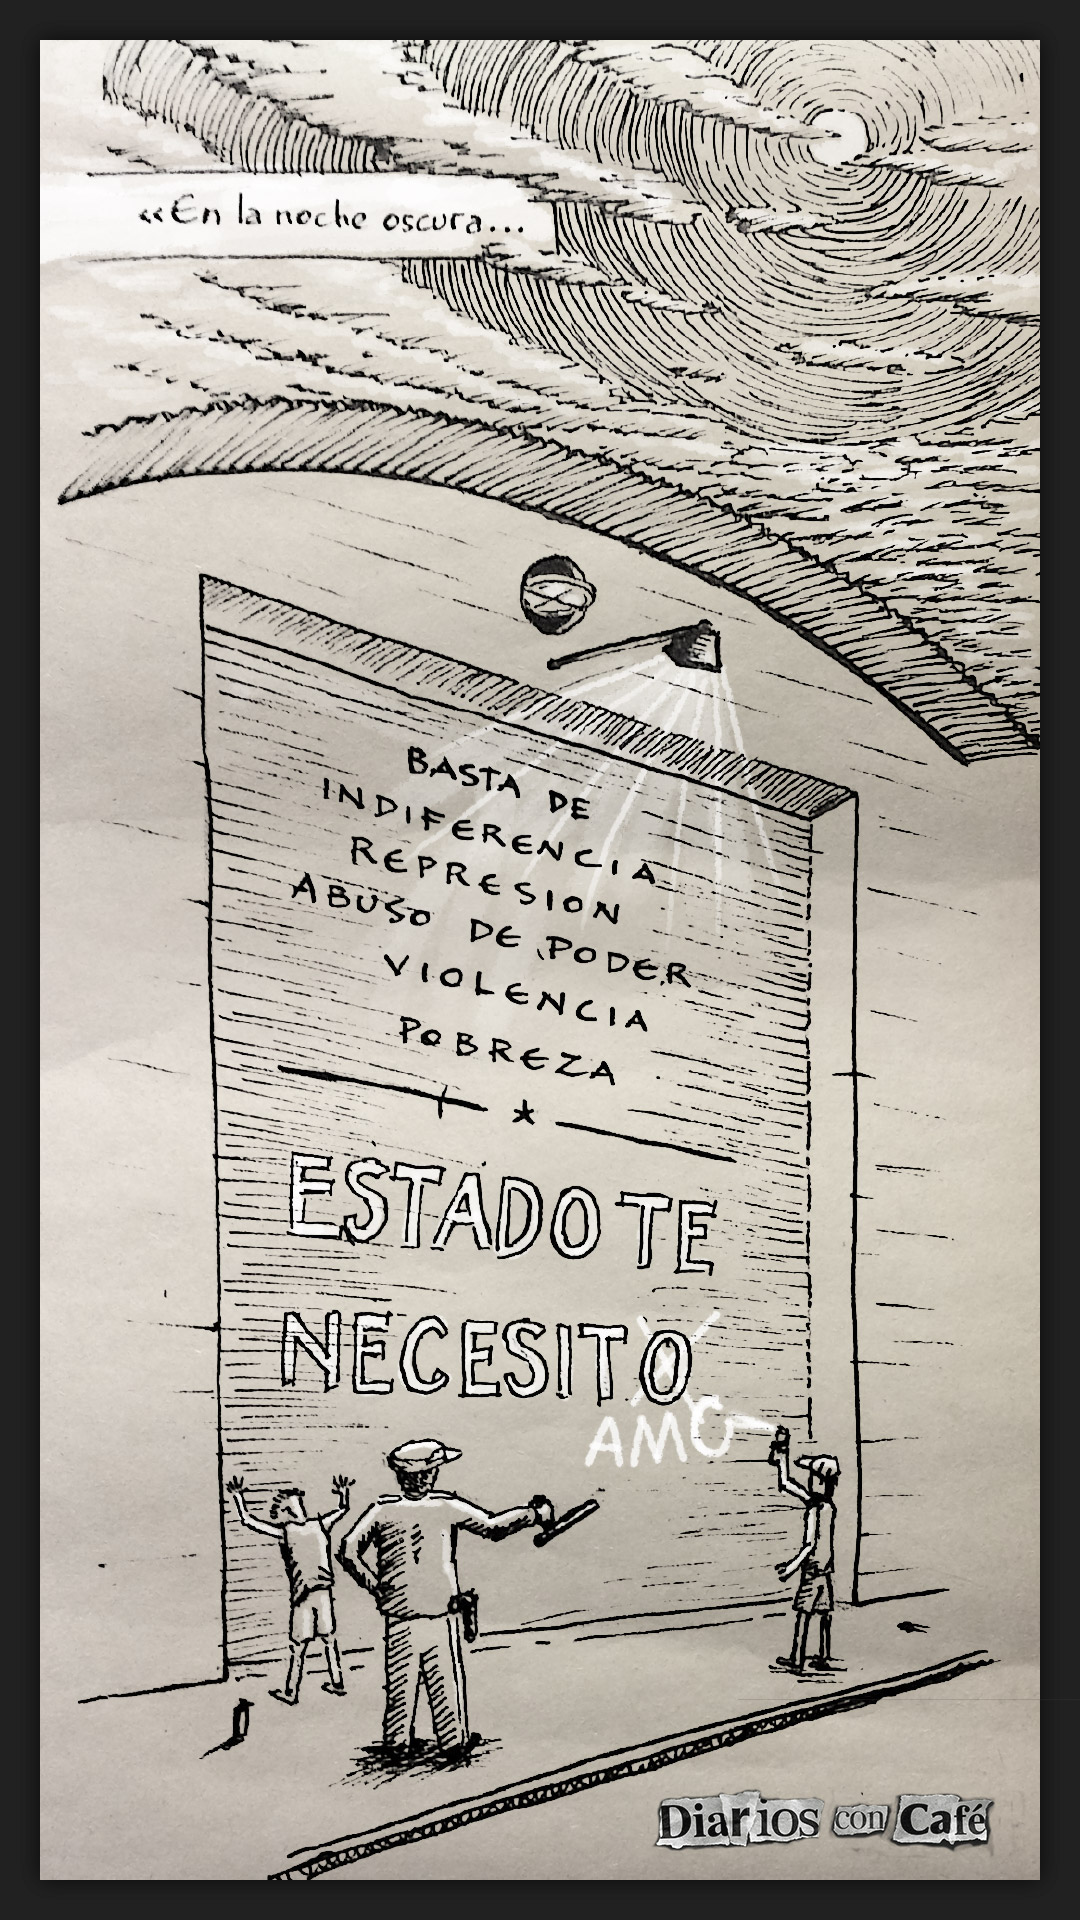 «En la noche oscura...
BASTA DE
INDIFERENCIA
REPRESION
ABUSO DE PODER
VIOLENCIA
POBREZA
ESTADO TE
NECESITO
AMO
Diarios con Café